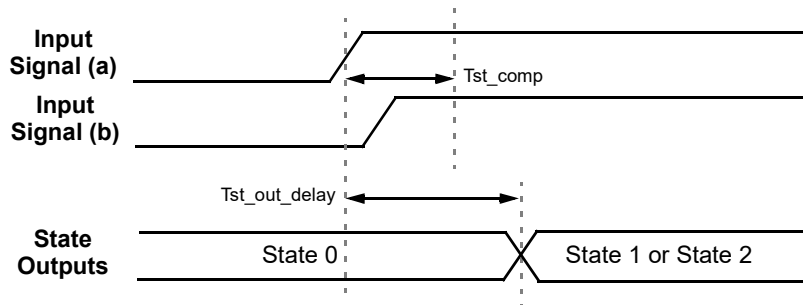 Input
Signal (a)
Tst_comp
Input
Signal (b)
Tst_out_delay
State
Outputs
State 0
State 1 or State 2